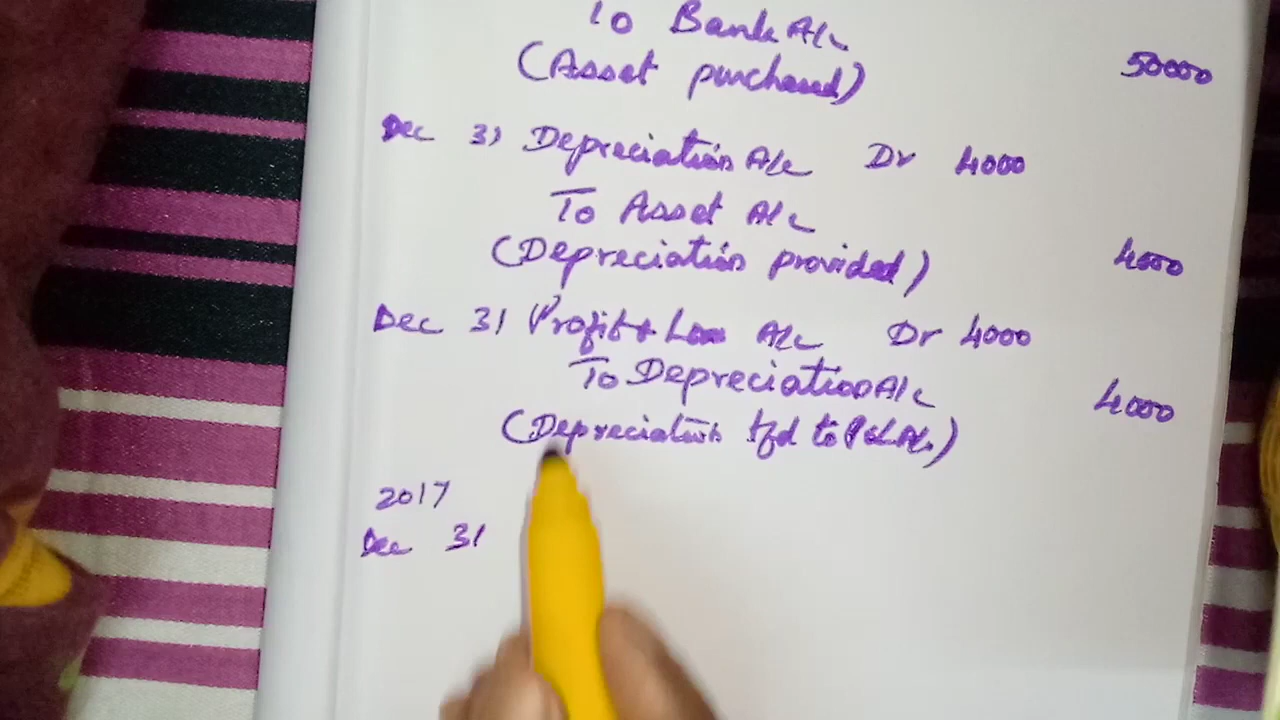 To Bank A/c
(Asset purchased) 50000
Dec 31 Depreciation A/c Dr 4000
To Asset A/c
(Depreciation provided) 4000
Dec 31 Profit & Loss A/c Dr 4000
To Depreciation A/c 4000
(Depreciation tfd to P&L A/c)
2017
Dec 31